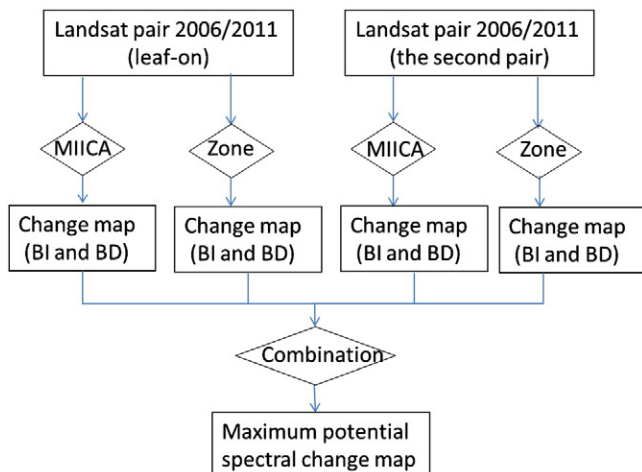 Landsat pair 2006/2011
(leaf-on)
Landsat pair 2006/2011
(the second pair)
MIICA
Zone
MIICA
Zone
Change map
(BI and BD)
Change map
(BI and BD)
Change map
(BI and BD)
Change map
(BI and BD)
Combination
Maximum potential
spectral change map